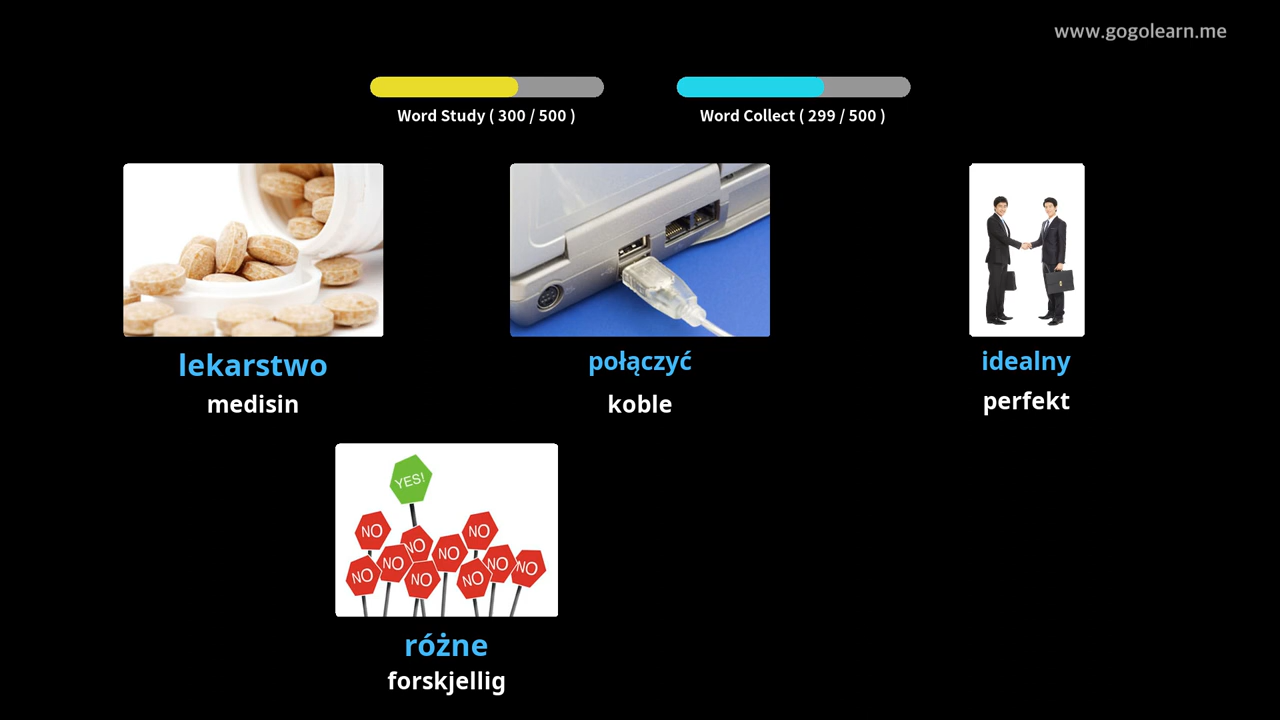 www.gogolearn.me
Word Study ( 300 / 500 )
Word Collect ( 299 / 500 )
lekarstwo
medisin
połączyć
koble
idealny
perfekt
YES!
NO
NO
NO
NO
NO
NO
NO
NO
NO
NO
różne
forskjellig